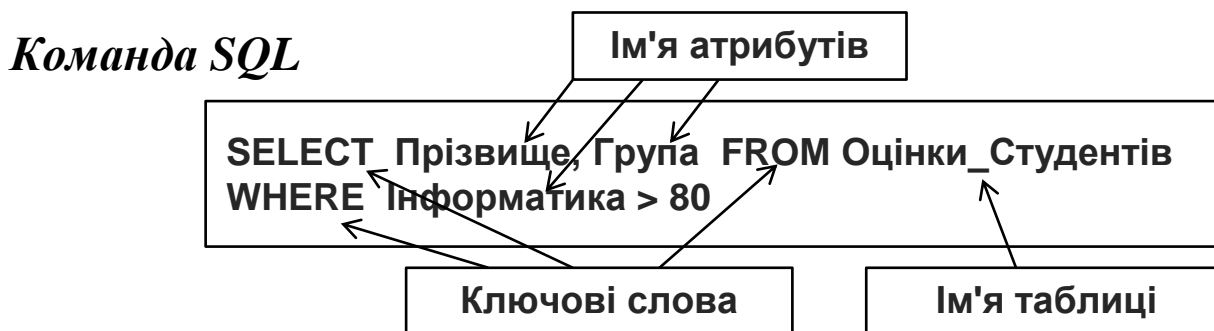 Команда SQL
Ім'я атрибутів
SELECT Прізвище, Група FROM Оцінки_Студентів
WHERE Інформатика > 80
Ключові слова
Ім'я таблиці